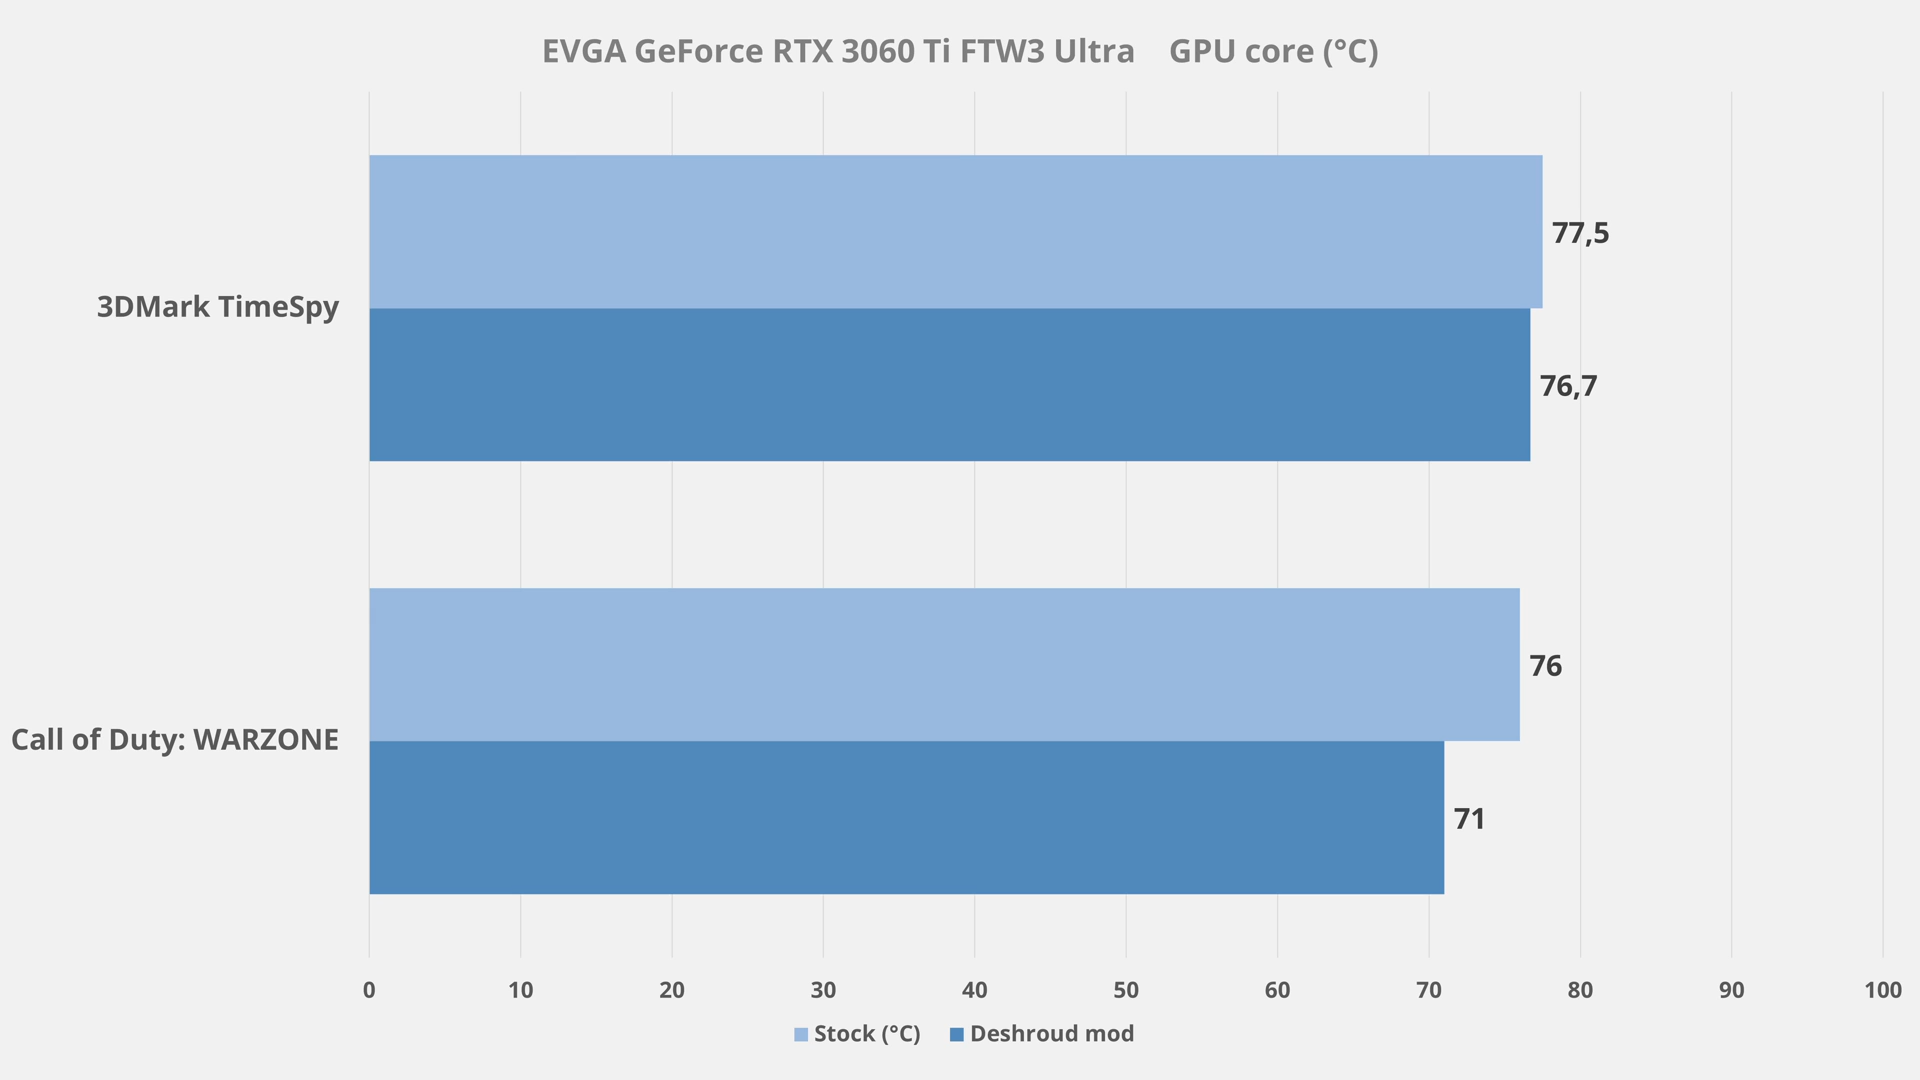 EVGA GeForce RTX 3060 Ti FTW3 Ultra    GPU core (°C)
77,5
3DMark TimeSpy
76,7
76
Call of Duty: WARZONE
71
0 10 20 30 40 50 60 70 80 90 100
Stock (°C) Deshroud mod